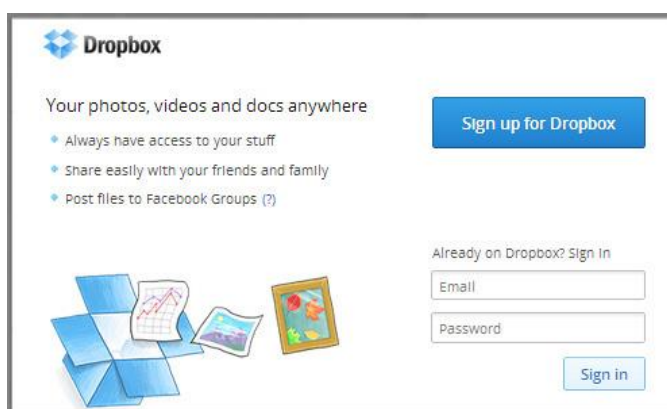 Dropbox
Your photos, videos and docs anywhere
Always have access to your stuff
Share easily with your friends and family
Post files to Facebook Groups (?)
Sign up for Dropbox
Already on Dropbox? Sign In
Email
Password
Sign in